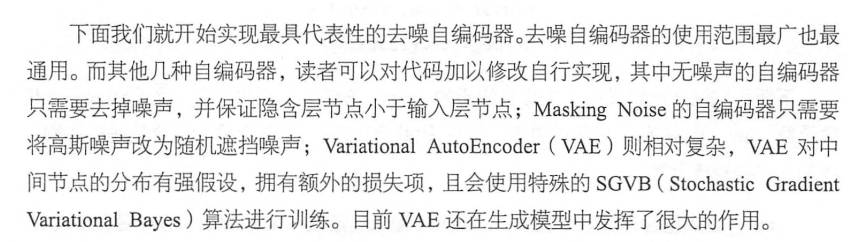 下面我们就开始实现最具代表性的去噪自编码器。去噪自编码器的使用范围最广也最
通用。而其他几种自编码器，读者可以对代码加以修改自行实现，其中无噪声的自编码器
只需要去掉噪声，并保证隐含层节点小于输入层节点；Masking Noise 的自编码器只需要
将高斯噪声改为随机遮挡噪声；Variational AutoEncoder（VAE）则相对复杂，VAE 对中
间节点的分布有强假设，拥有额外的损失项，且会使用特殊的 SGVB（Stochastic Gradient
Variational Bayes）算法进行训练。目前 VAE 还在生成模型中发挥了很大的作用。